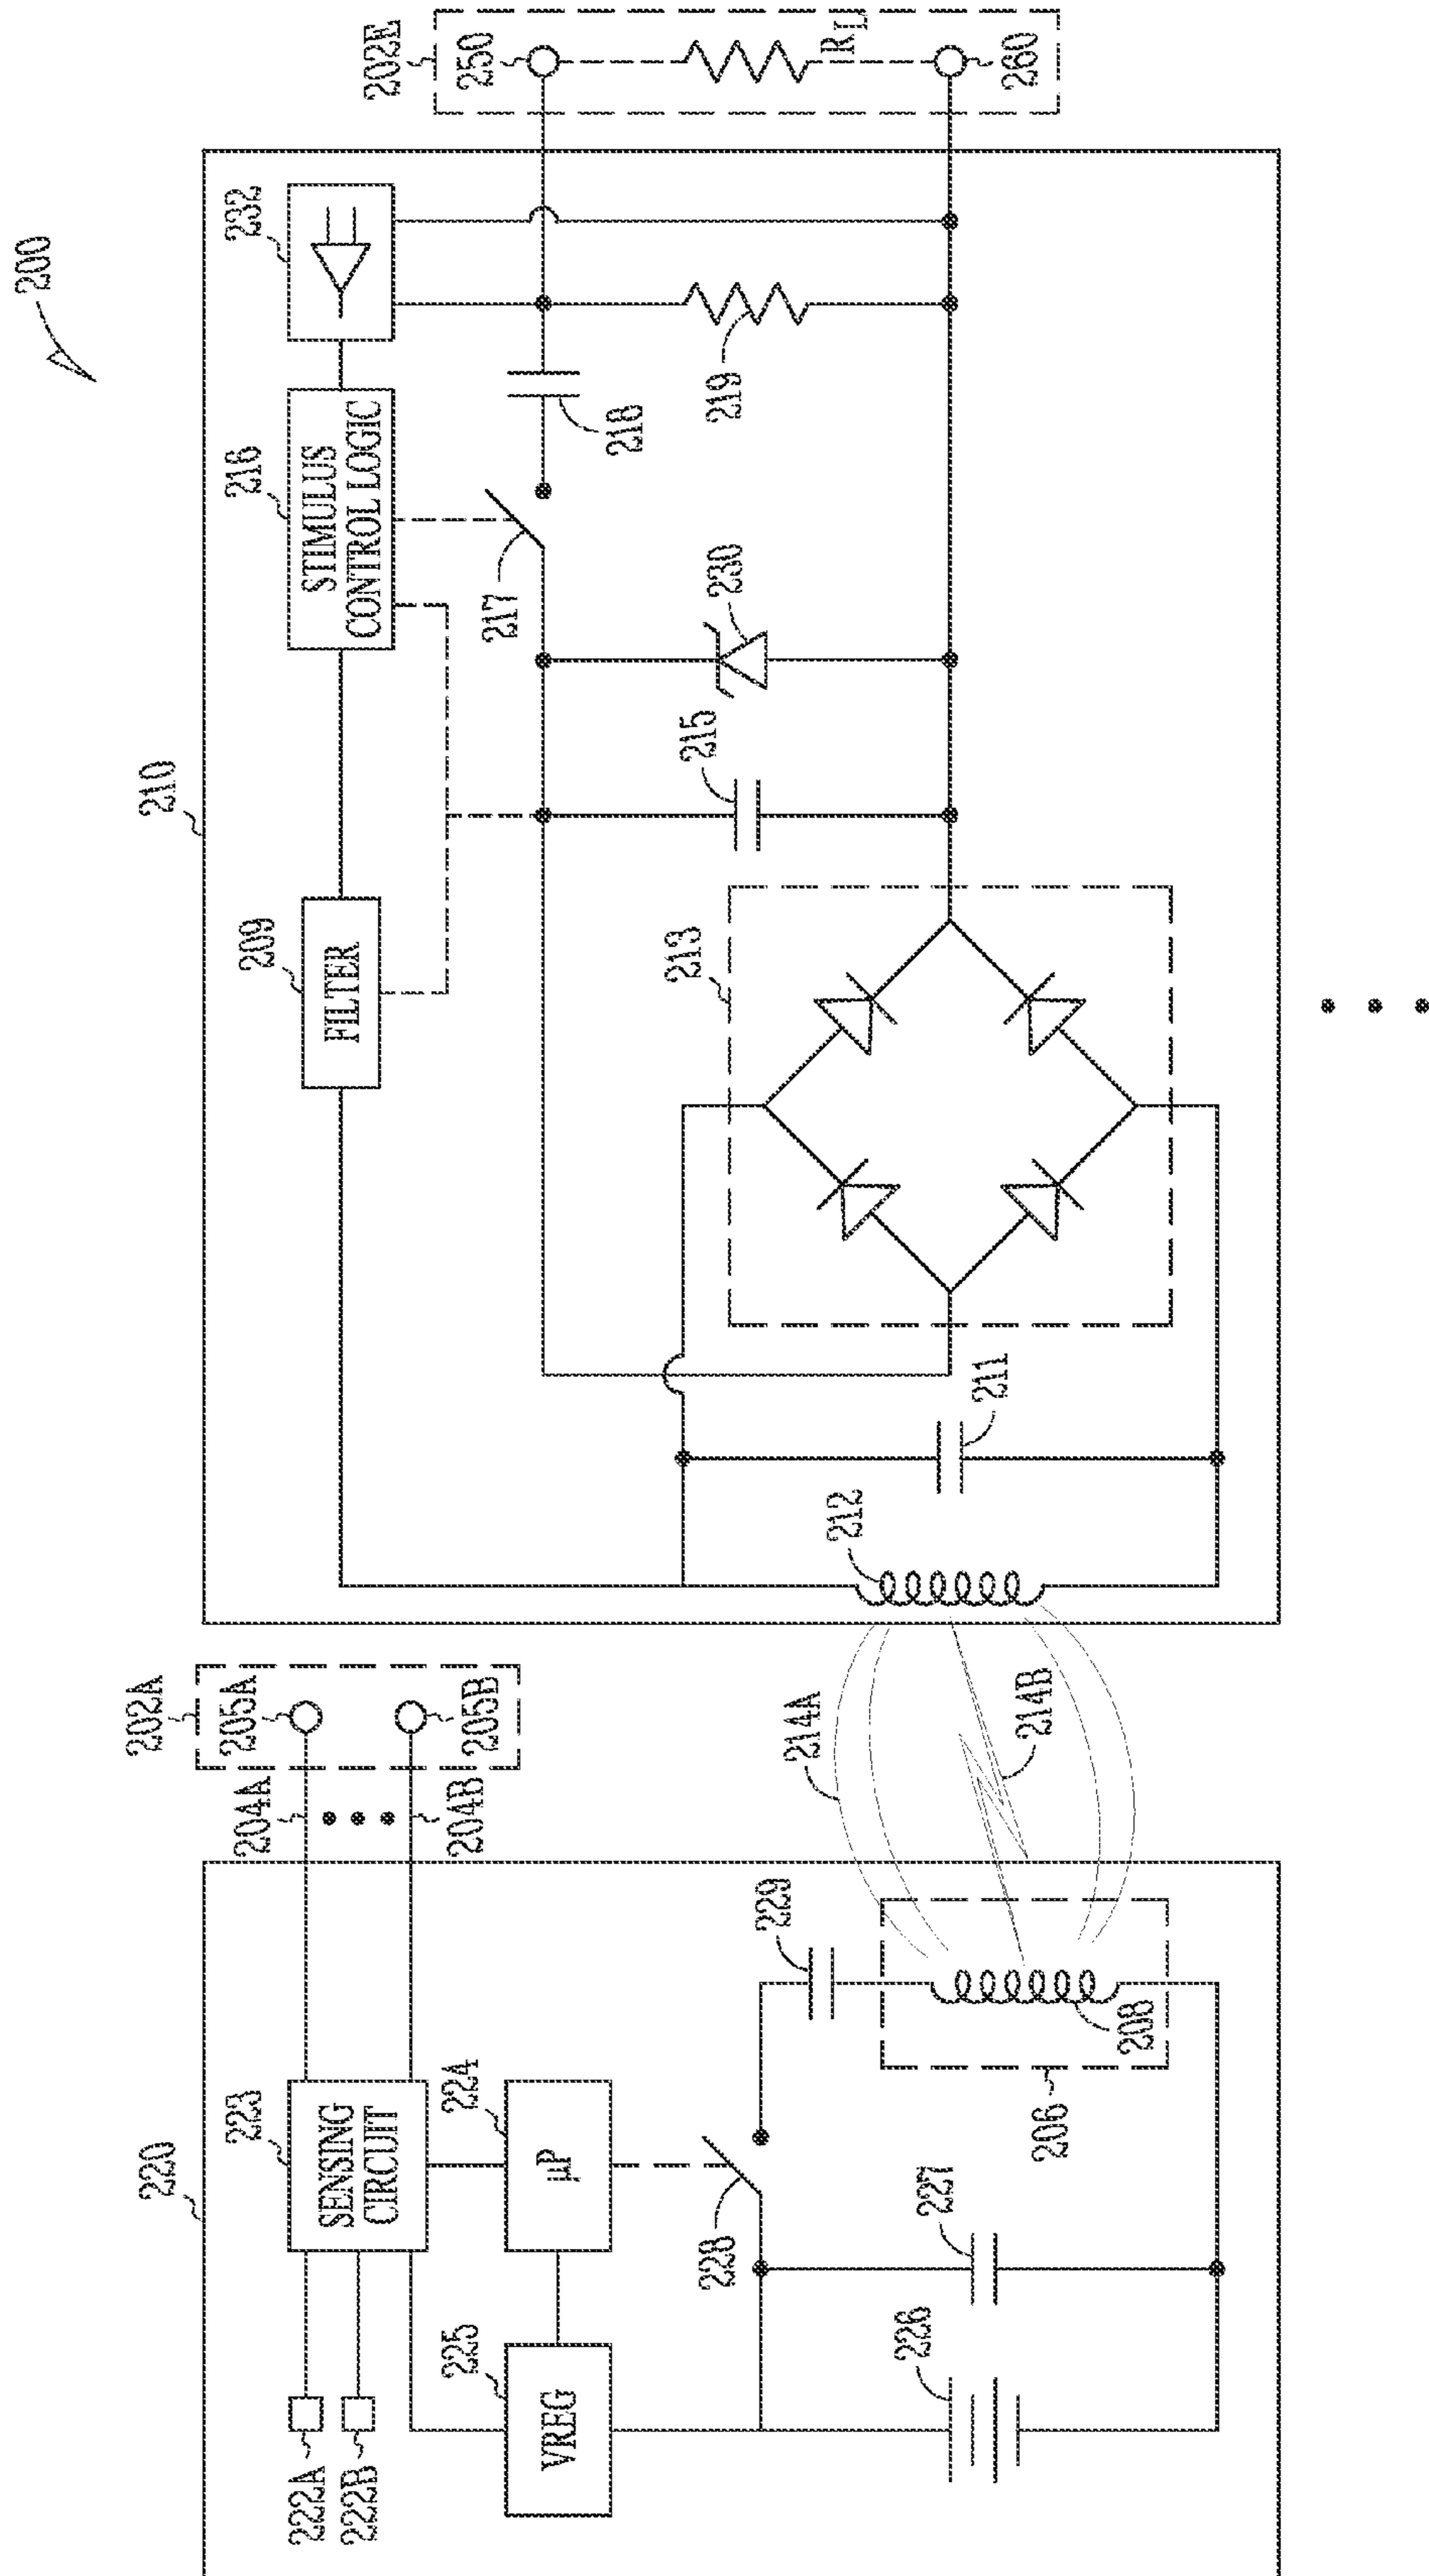 200
220
222A
222B
223
SENSING
CIRCUIT
225
VREG
224
μP
228
226
227
229
206
208
202A
205A
205B
204A
204B
214A
214B
210
209
FILTER
216
STIMULUS
CONTROL LOGIC
232
217
218
219
230
215
213
211
212
202E
250
RL
260